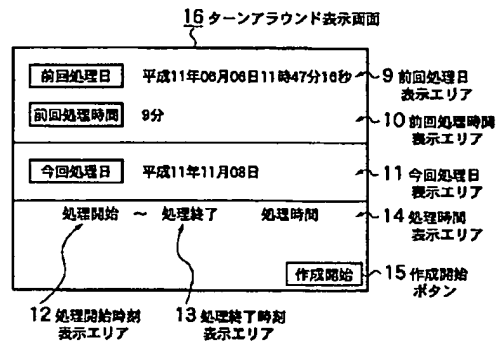 16 ターンアラウンド表示画面
前回処理日 平成11年06月06日11時47分16秒
9 前回処理日
表示エリア
前回処理時間 9分
10 前回処理時間
表示エリア
今回処理日 平成11年11月08日
11 今回処理日
表示エリア
処理開始 ～ 処理終了 処理時間
14 処理時間
表示エリア
作成開始
15 作成開始
ボタン
12 処理開始時刻
表示エリア
13 処理終了時刻
表示エリア